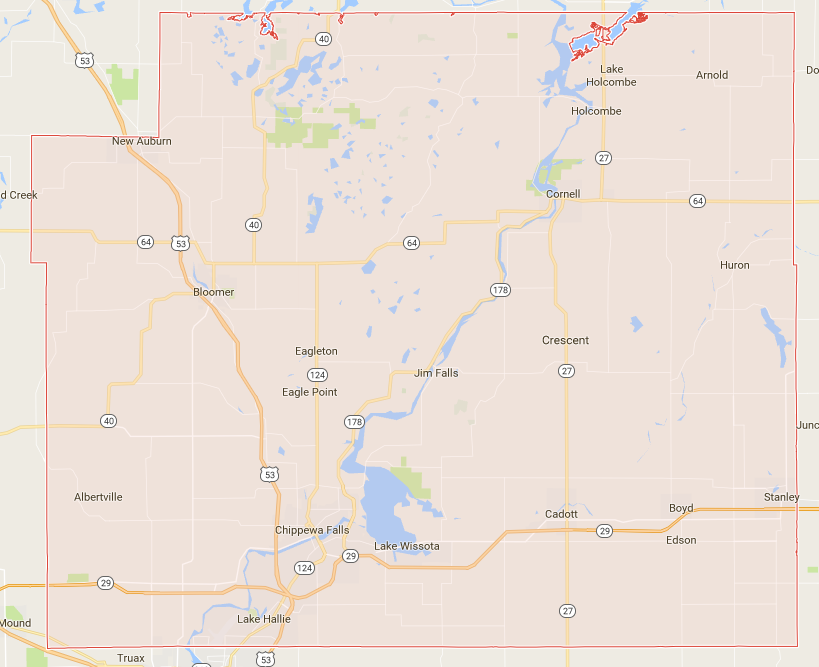 40
53
Lake
Holcombe
Arnold
Do
Holcombe
New Auburn
27
d Creek
Cornell
64
40
64
53
64
Huron
178
Bloomer
Crescent
Eagleton
124
Jim Falls
27
Eagle Point
40
178
53
Junc
Albertville
Stanley
Cadott
Boyd
Chippewa Falls
29
Edson
Lake Wissota
29
124
29
27
Lake Hallie
Mound
Truax
53